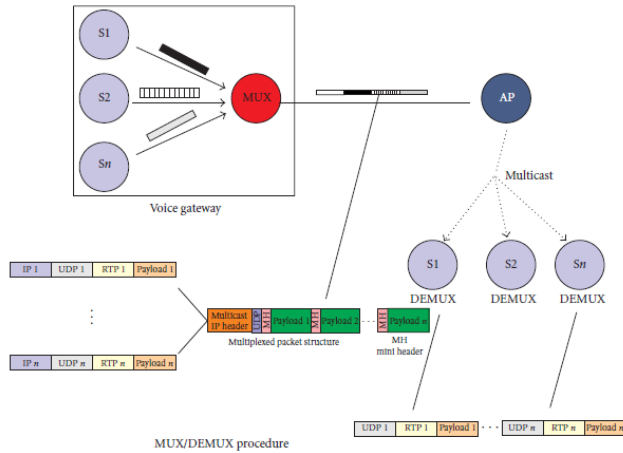 S1
S2
Sn
MUX
AP
Voice gateway
Multicast
S1
S2
Sn
DEMUX
DEMUX
DEMUX
IP 1
UDP 1
RTP 1
Payload 1
IP n
UDP n
RTP n
Payload n
Multicast
IP header
UDP
MH
Payload 1
MH
Payload 2
MH
Payload n
Multiplexed packet structure
MH
mini header
UDP 1
RTP 1
Payload 1
UDP n
RTP n
Payload n
MUX/DEMUX procedure